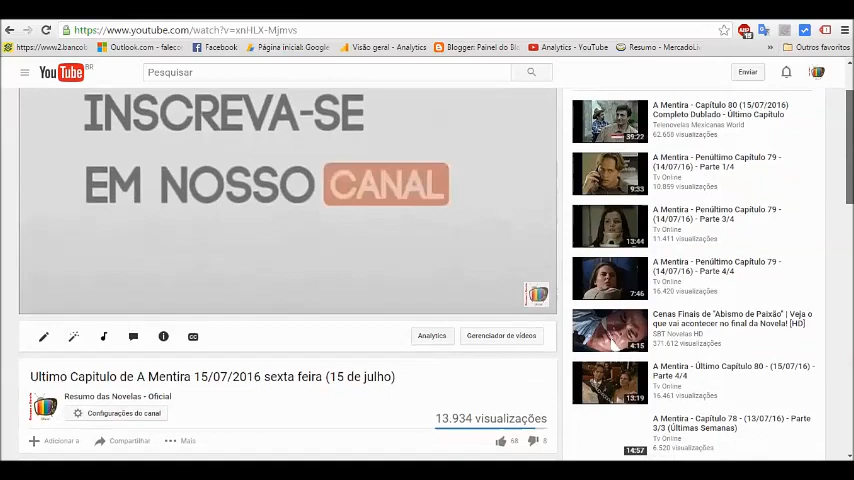 https://www.youtube.com/watch?v=xnHLX-Mjmvs
https://www2.bancob
Outlook.com - faleco
Facebook
Página inicial: Google
Visão geral - Analytics
Blogger: Painel do Blo
Analytics - YouTube
Resumo - MercadoLi
»
Outros favoritos
YouTube BR
Pesquisar
Enviar
INSCREVA-SE
EM NOSSO CANAL
Analytics
Gerenciador de vídeos
Ultimo Capitulo de A Mentira 15/07/2016 sexta feira (15 de julho)
Resumo das Novelas - Oficial
Configurações do canal
13.934 visualizações
Adicionar a
Compartilhar
Mais
68
8
A Mentira - Capítulo 80 (15/07/2016)
Completo Dublado - Último Capítulo
Telenovelas Mexicanas World
62.668 visualizações
39:22
A Mentira - Penúltimo Capítulo 79 -
(14/07/16) - Parte 1/4
Tv Online
10.859 visualizações
9:33
A Mentira - Penúltimo Capítulo 79 -
(14/07/16) - Parte 3/4
Tv Online
11.411 visualizações
13:44
A Mentira - Penúltimo Capítulo 79 -
(14/07/16) - Parte 4/4
Tv Online
16.420 visualizações
7:46
Cenas Finais de "Abismo de Paixão" | Veja o
que vai acontecer no final da Novela! [HD]
SBT Novelas HD
371.612 visualizações
4:15
A Mentira - Último Capítulo 80 - (15/07/16) -
Parte 4/4
Tv Online
16.461 visualizações
13:19
A Mentira - Capítulo 78 - (13/07/16) - Parte
3/3 (Últimas Semanas)
Tv Online
6.520 visualizações
14:57